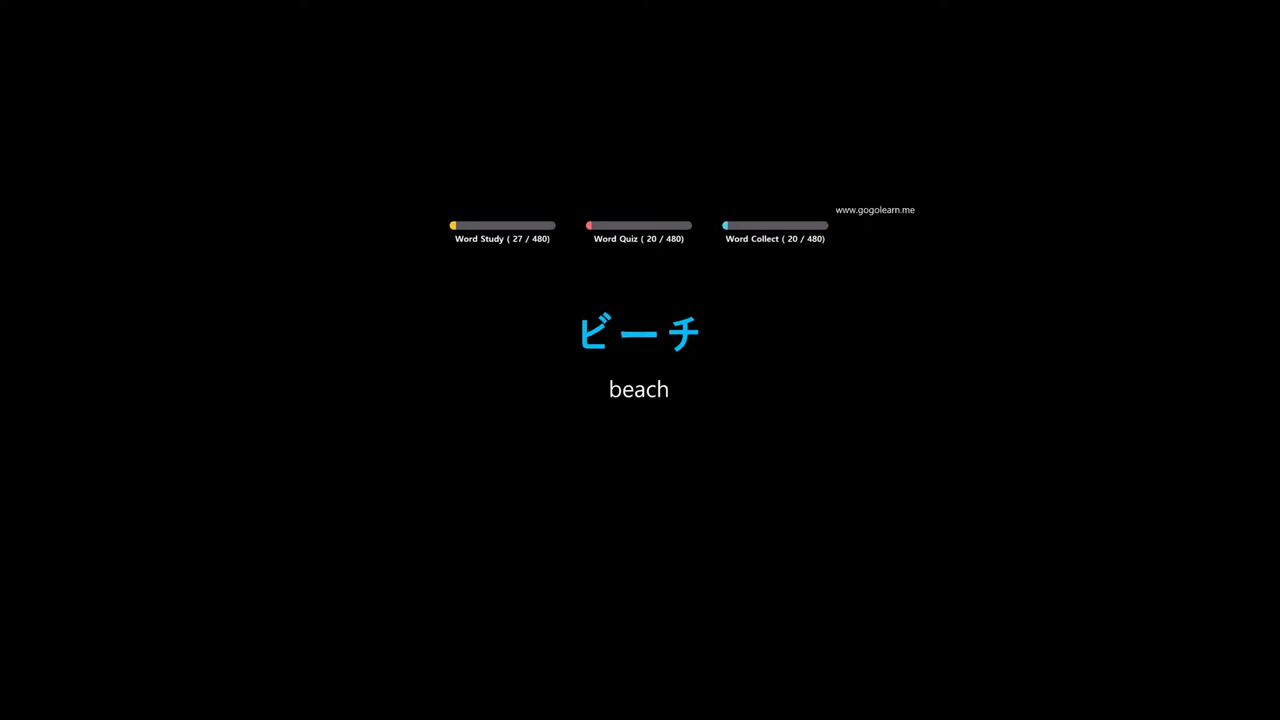 www.gogolearn.me
Word Study ( 27 / 480)
Word Quiz ( 20 / 480)
Word Collect ( 20 / 480)
ビーチ
beach